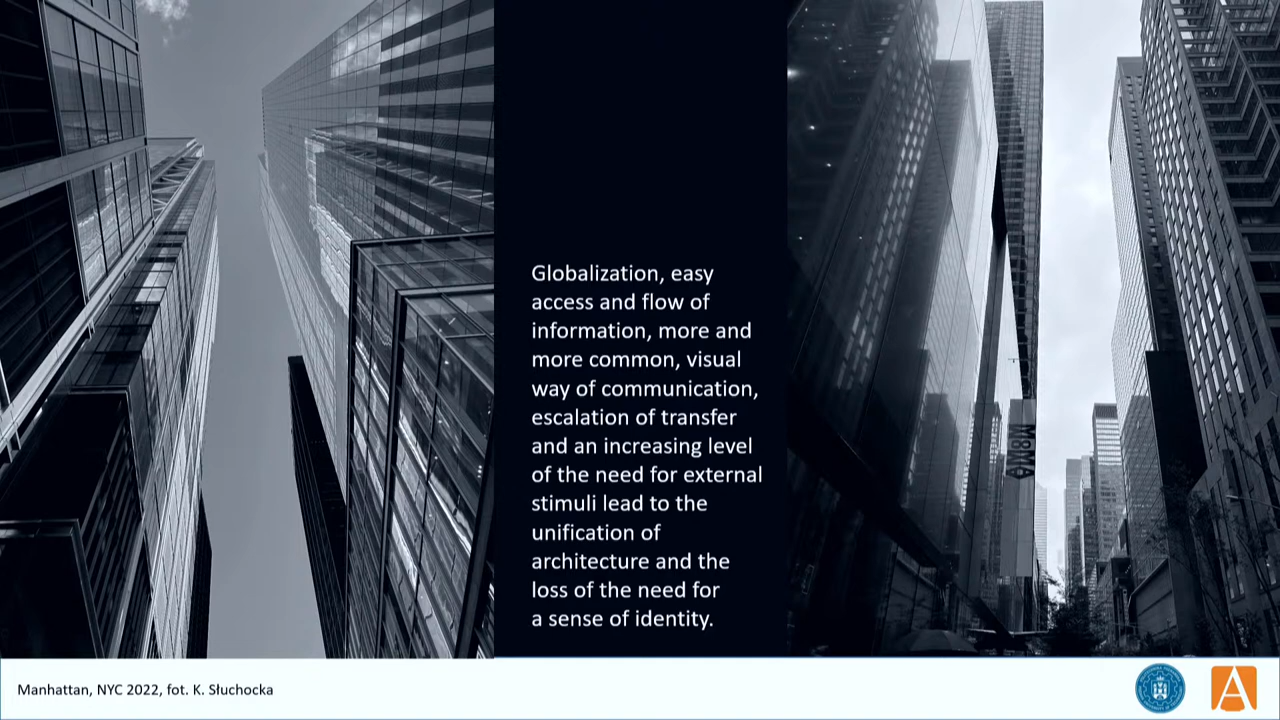 Globalization, easy
access and flow of
information, more and
more common, visual
way of communication,
escalation of transfer
and an increasing level
of the need for external
stimuli lead to the
unification of
architecture and the
loss of the need for
a sense of identity.
Manhattan, NYC 2022, fot. K. Słuchocka